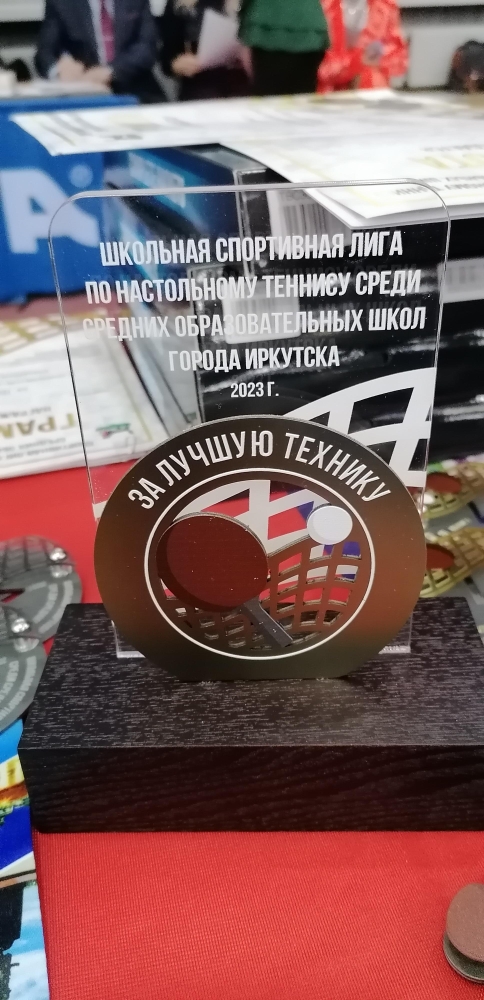 ШКОЛЬНАЯ СПОРТИВНАЯ ЛИГА
ПО НАСТОЛЬНОМУ ТЕННИСУ СРЕДИ
СРЕДНИХ ОБРАЗОВАТЕЛЬНЫХ ШКОЛ
ГОРОДА ИРКУТСКА
2023 Г.
ЗА ЛУЧШУЮ ТЕХНИКУ